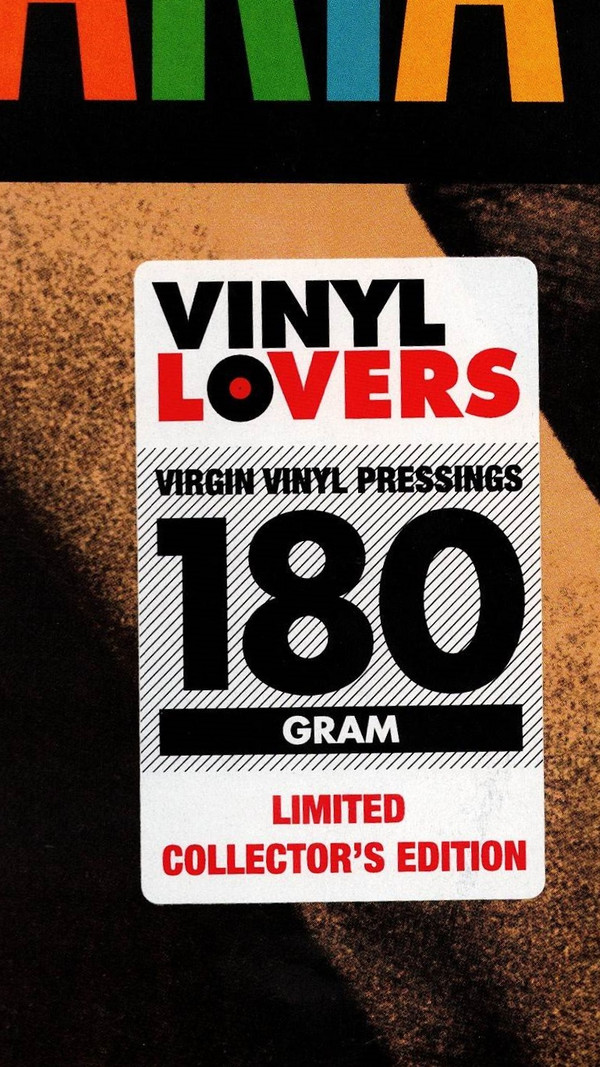 VINYL
LOVERS
VIRGIN VINYL PRESSINGS
180
GRAM
LIMITED
COLLECTOR'S EDITION